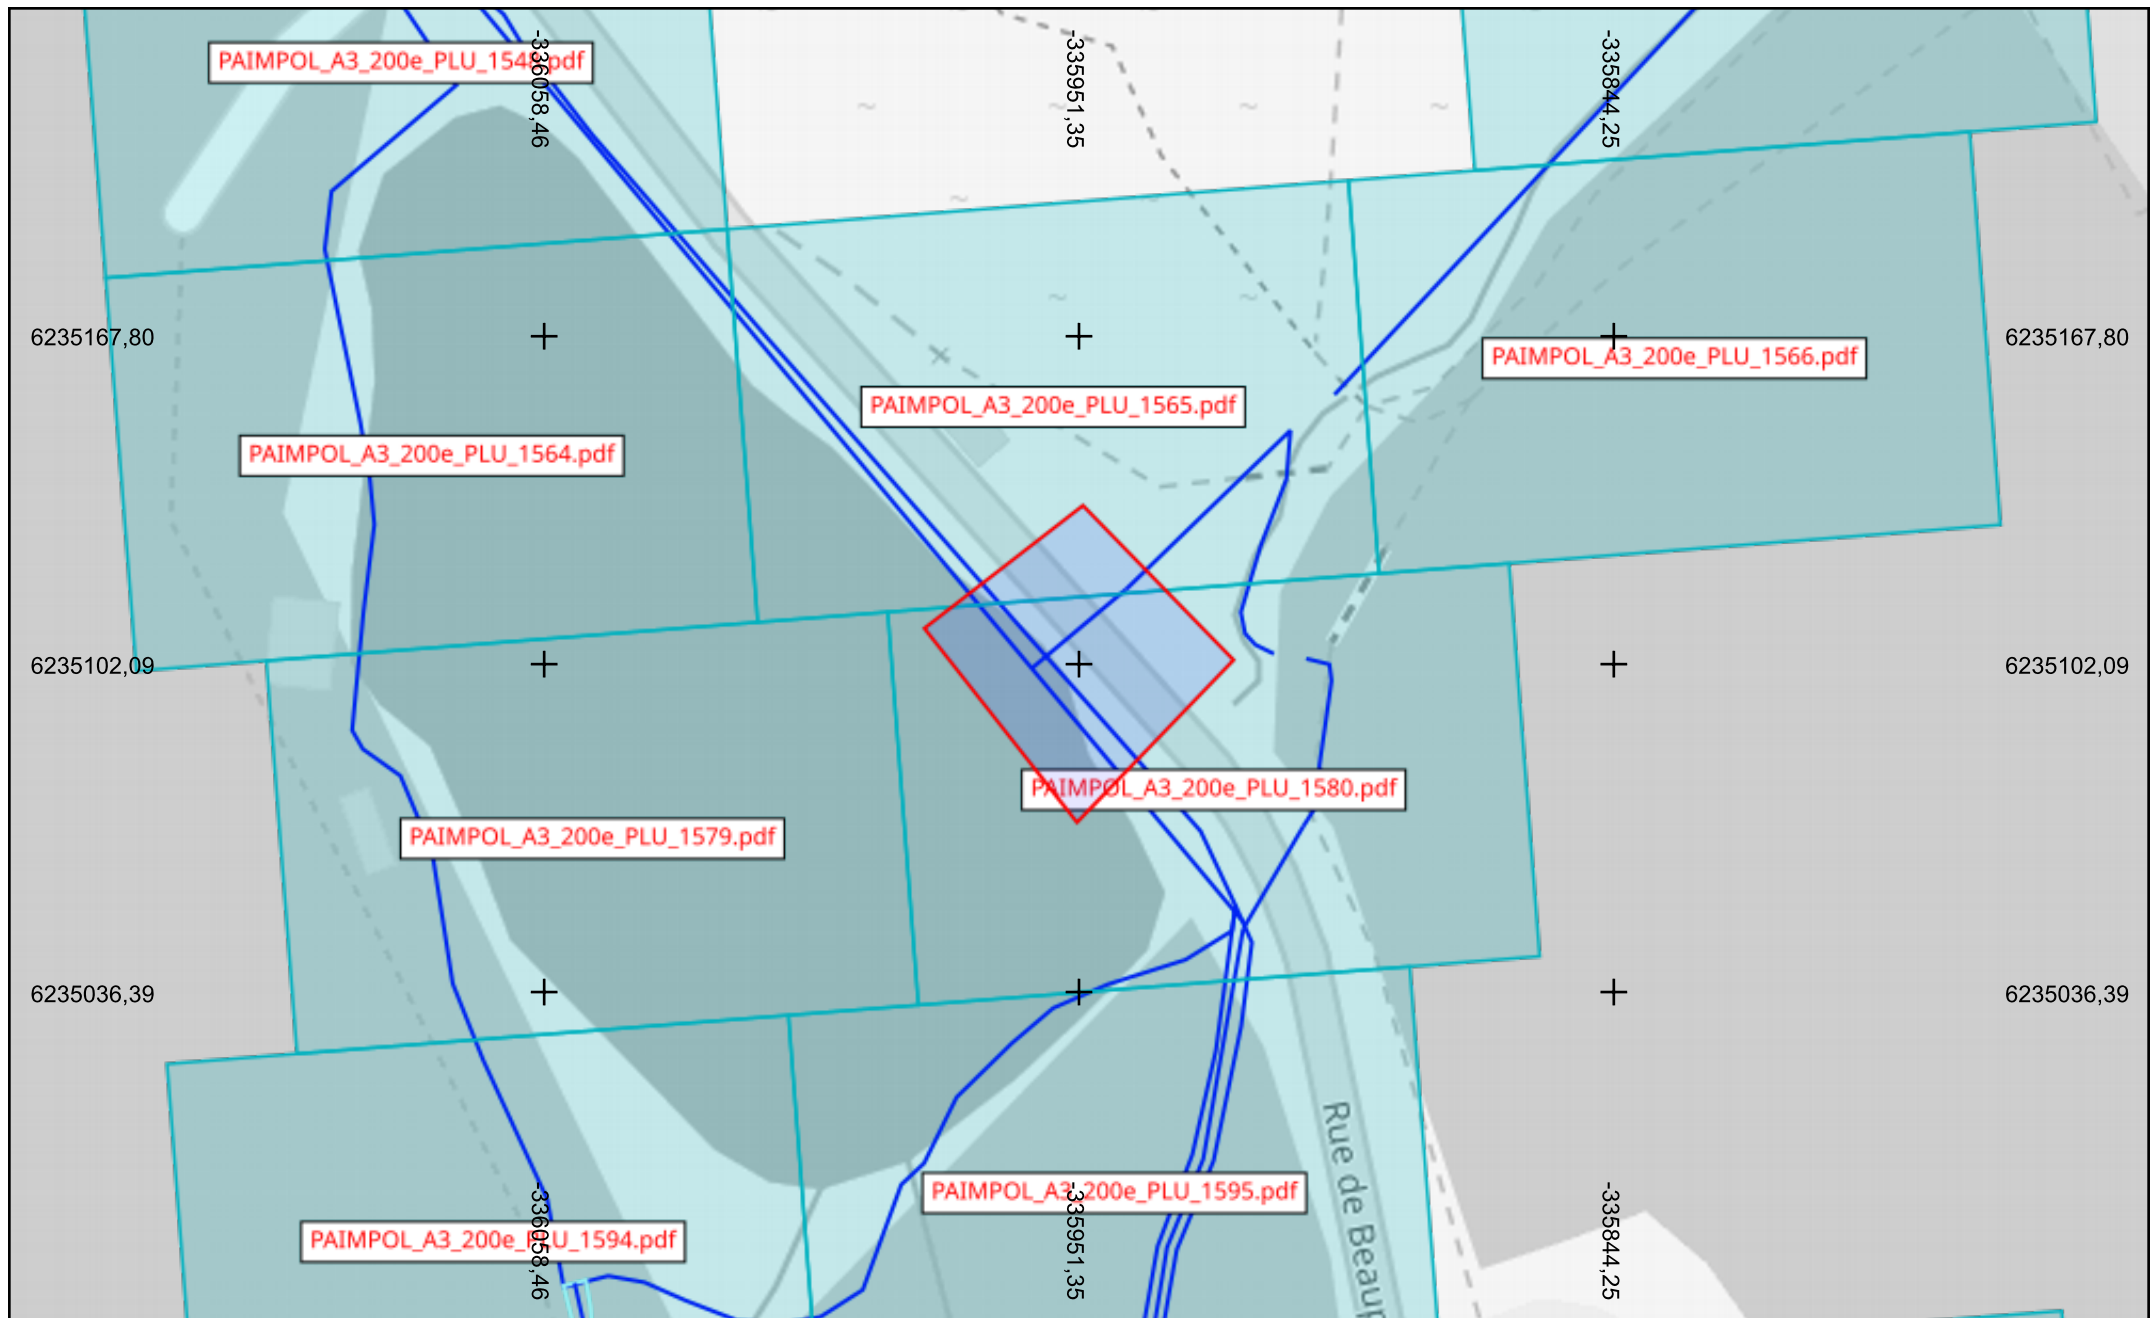 PAIMPOL_A3_200e_PLU_1548.pdf
-336058,46
-335951,35
-335844,25
6235167,80
6235167,80
PAIMPOL_A3_200e_PLU_1566.pdf
PAIMPOL_A3_200e_PLU_1565.pdf
PAIMPOL_A3_200e_PLU_1564.pdf
6235102,09
6235102,09
PAIMPOL_A3_200e_PLU_1580.pdf
PAIMPOL_A3_200e_PLU_1579.pdf
6235036,39
6235036,39
Rue de Beaup
PAIMPOL_A3_200e_PLU_1595.pdf
PAIMPOL_A3_200e_PLU_1594.pdf
-336058,46
-335951,35
-335844,25